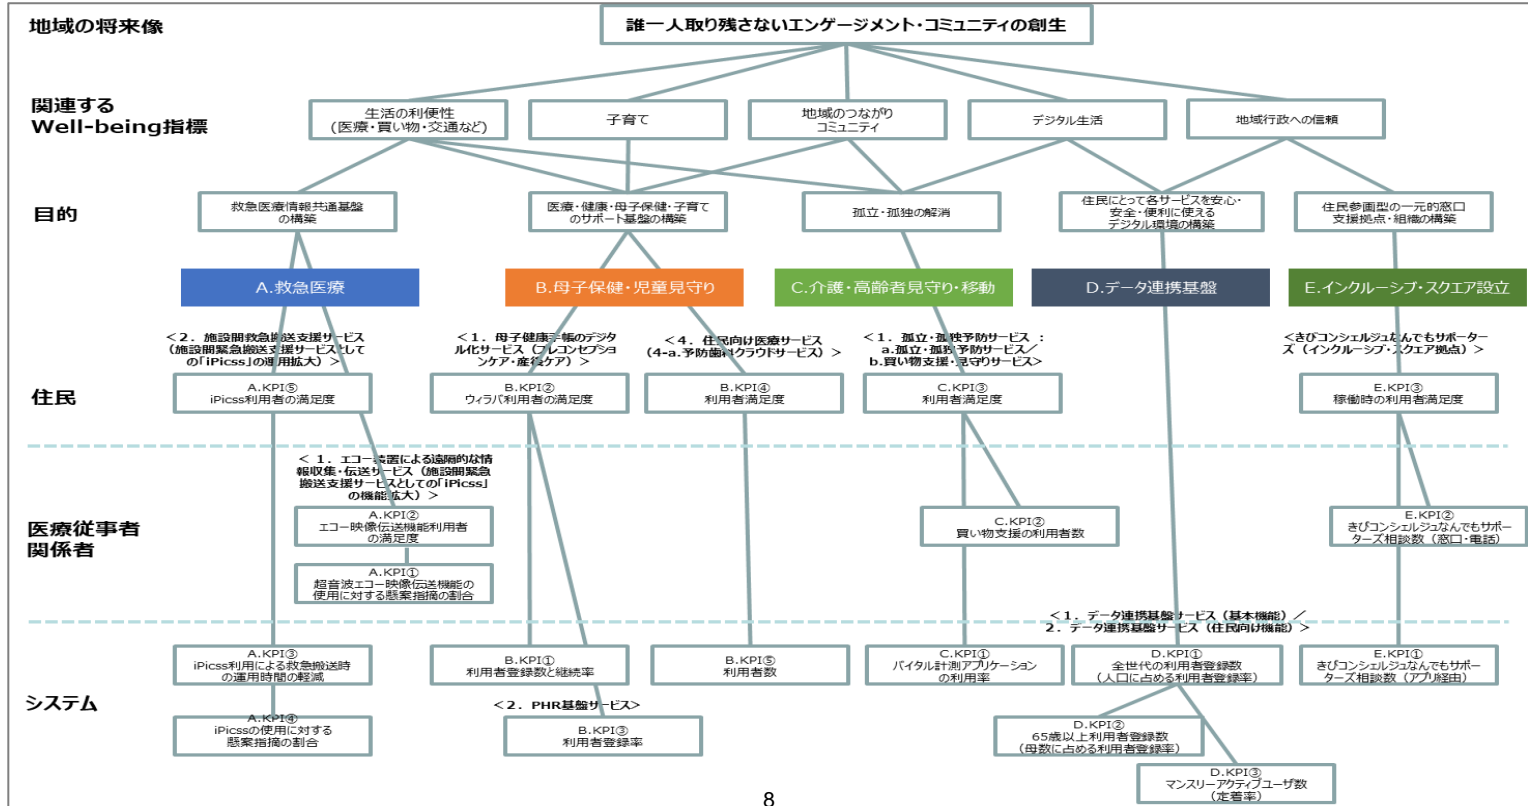 地域の将来像
誰一人取り残さないエンゲージメント・コミュニティの創生
関連する
Well-being指標
生活の利便性
(医療・買い物・交通など)
子育て
地域のつながり
コミュニティ
デジタル生活
地域行政への信頼
目的
救急医療情報共通基盤
の構築
医療・健康・母子保健・子育て
のサポート基盤の構築
孤立・孤独の解消
住民にとって各サービスを安心・
安全・便利に使える
デジタル環境の構築
住民参画型の一元的窓口
支援拠点・組織の構築
A.救急医療
B.母子保健・児童見守り
C.介護・高齢者見守り・移動
D.データ連携基盤
E.インクルーシブ・スクエア設立
<2. 施設間救急搬送支援サービス
(施設間緊急搬送支援サービスとして
の「iPicss」の運用拡大)>
<1. 母子健康手帳のデジタ
ル化サービス(プレコンセプショ
ンケア・産後ケア)>
<4. 住民向け医療サービス
(4-a.予防歯科クラウドサービス)>
<1. 孤立・孤独予防サービス :
a.孤立・孤独予防サービス/
b.買い物支援・見守りサービス>
<きびコンシェルジュなんでもサポーター
ズ(インクルーシブ・スクエア拠点)>
住民
A.KPI⑤
iPicss利用者の満足度
B.KPI②
ウィラバ利用者の満足度
B.KPI④
利用者満足度
C.KPI③
利用者満足度
E.KPI③
稼働時の利用者満足度
< 1. エコー装置による遠隔的な情
報収集・伝送サービス(施設間緊急
搬送支援サービスとしての「iPicss」
の機能拡大)>
医療従事者
関係者
A.KPI②
エコー映像伝送機能利用者
の満足度
C.KPI②
買い物支援の利用者数
E.KPI②
きびコンシェルジュなんでもサポ
ーターズ相談数(窓口・電話)
A.KPI①
超音波エコー映像伝送機能の
使用に対する懸案指摘の割合
<1. データ連携基盤サービス(基本機能)/
2. データ連携基盤サービス(住民向け機能)>
システム
A.KPI③
iPicss利用による救急搬送時
の運用時間の軽減
B.KPI①
利用者登録数と継続率
B.KPI⑤
利用者数
C.KPI①
バイタル計測アプリケーション
の利用率
D.KPI①
全世代の利用者登録数
(人口に占める利用者登録率)
E.KPI①
きびコンシェルジュなんでもサポ
ーターズ相談数(アプリ経由)
<2. PHR基盤サービス>
A.KPI④
iPicssの使用に対する
懸案指摘の割合
B.KPI③
利用者登録率
D.KPI②
65歳以上利用者登録数
(母数に占める利用者登録率)
D.KPI③
マンスリーアクティブユーザ数
(定着率)
8